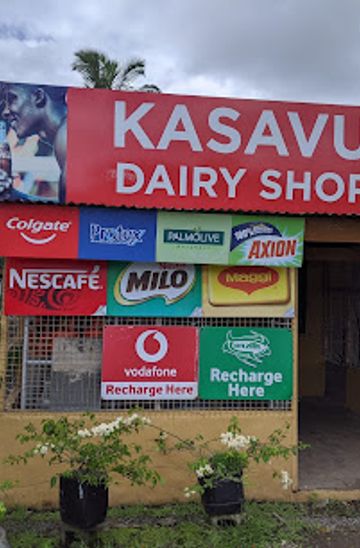 KASAVU
DAIRY SHOP
Colgate
Protex
PALMOLIVE
AXION
NESCAFÉ
MILO
MAGGI
vodafone
Recharge Here
Recharge
Here